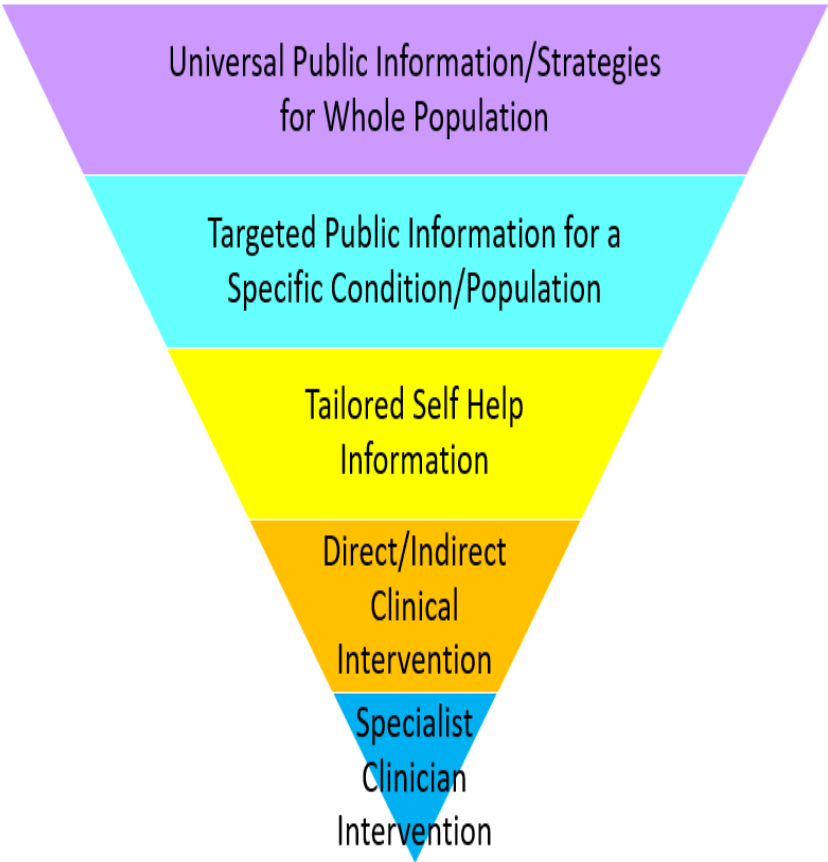 Universal Public Information/Strategies
for Whole Population
Targeted Public Information for a
Specific Condition/Population
Tailored Self Help
Information
Direct/Indirect
Clinical
Intervention
Specialist
Clinician
Intervention